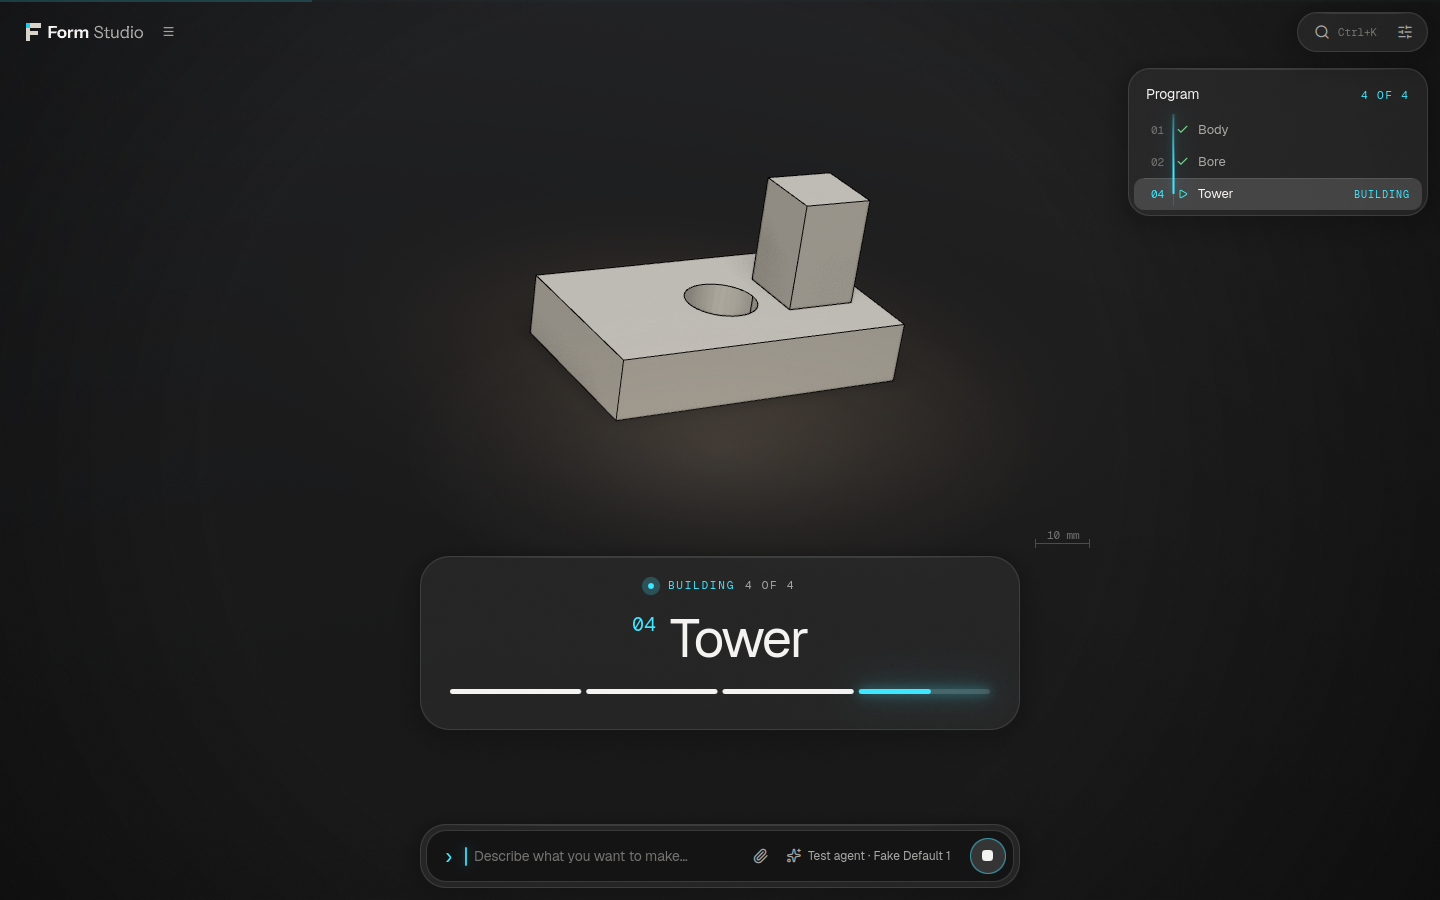 Form Studio
Ctrl+K
Program 4 OF 4
01 Body
02 Bore
04 Tower BUILDING
10 mm
BUILDING 4 OF 4
04 Tower
Describe what you want to make…
Test agent · Fake Default 1